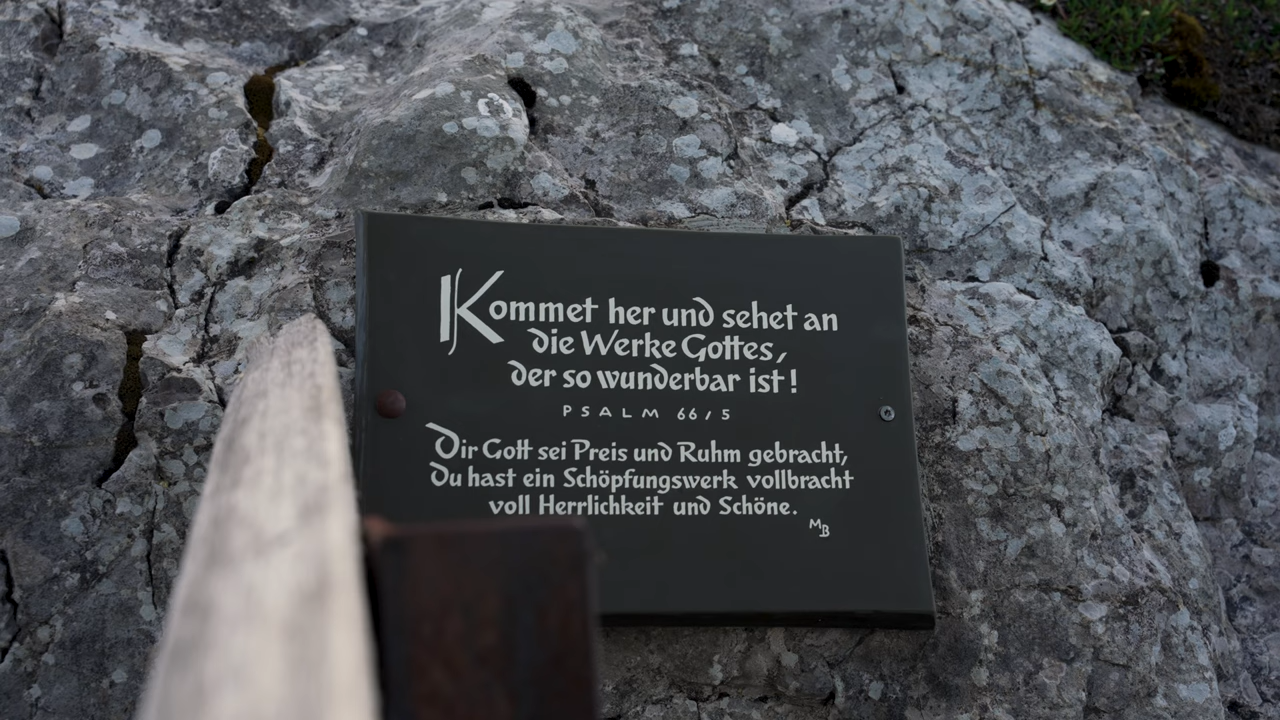 Kommet her und sehet an
die Werke Gottes,
der so wunderbar ist!
PSALM 66/5
Dir Gott sei Preis und Ruhm gebracht,
du hast ein Schöpfungswerk vollbracht
voll Herrlichkeit und Schöne.
MB